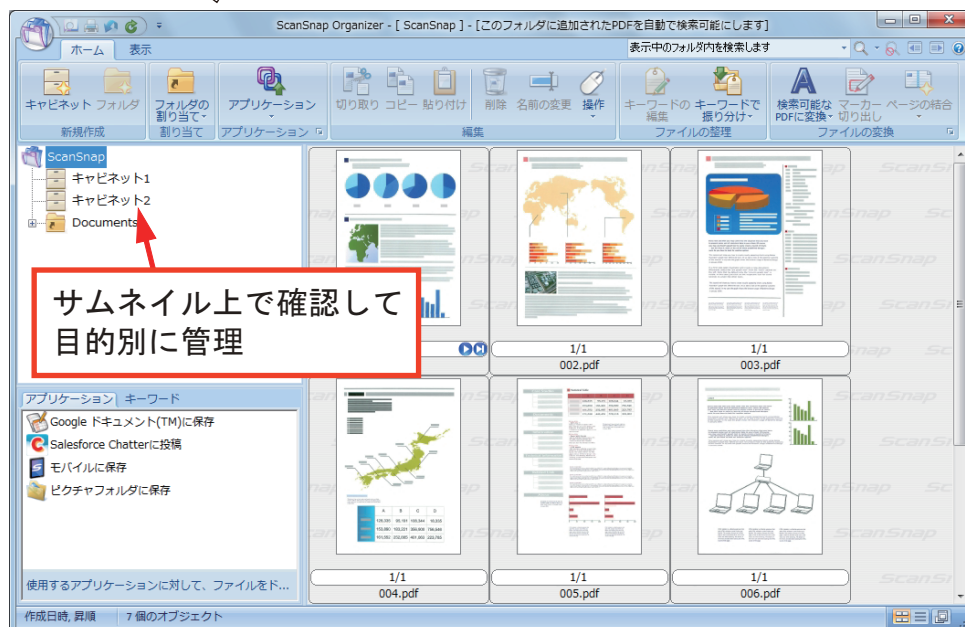 ScanSnap Organizer - [ ScanSnap ] - [このフォルダに追加されたPDFを自動で検索可能にします]
ホーム 表示
表示中のフォルダ内を検索します
キャビネット フォルダ フォルダの割り当て アプリケーション 切り取り コピー 貼り付け 削除 名前の変更 操作 キーワードの編集 キーワードで振り分け 検索可能なPDFに変換 マーカー切り出し ページの結合
新規作成 割り当て アプリケーション 編集 ファイルの整理 ファイルの変換
ScanSnap
キャビネット1
キャビネット2
Documents
サムネイル上で確認して
目的別に管理
1/1 1/1
002.pdf 003.pdf
アプリケーション キーワード
Google ドキュメント(TM)に保存
Salesforce Chatterに投稿
モバイルに保存
ピクチャフォルダに保存
使用するアプリケーションに対して、ファイルをド...
1/1 1/1 1/1
004.pdf 005.pdf 006.pdf
作成日時, 昇順 7 個のオブジェクト